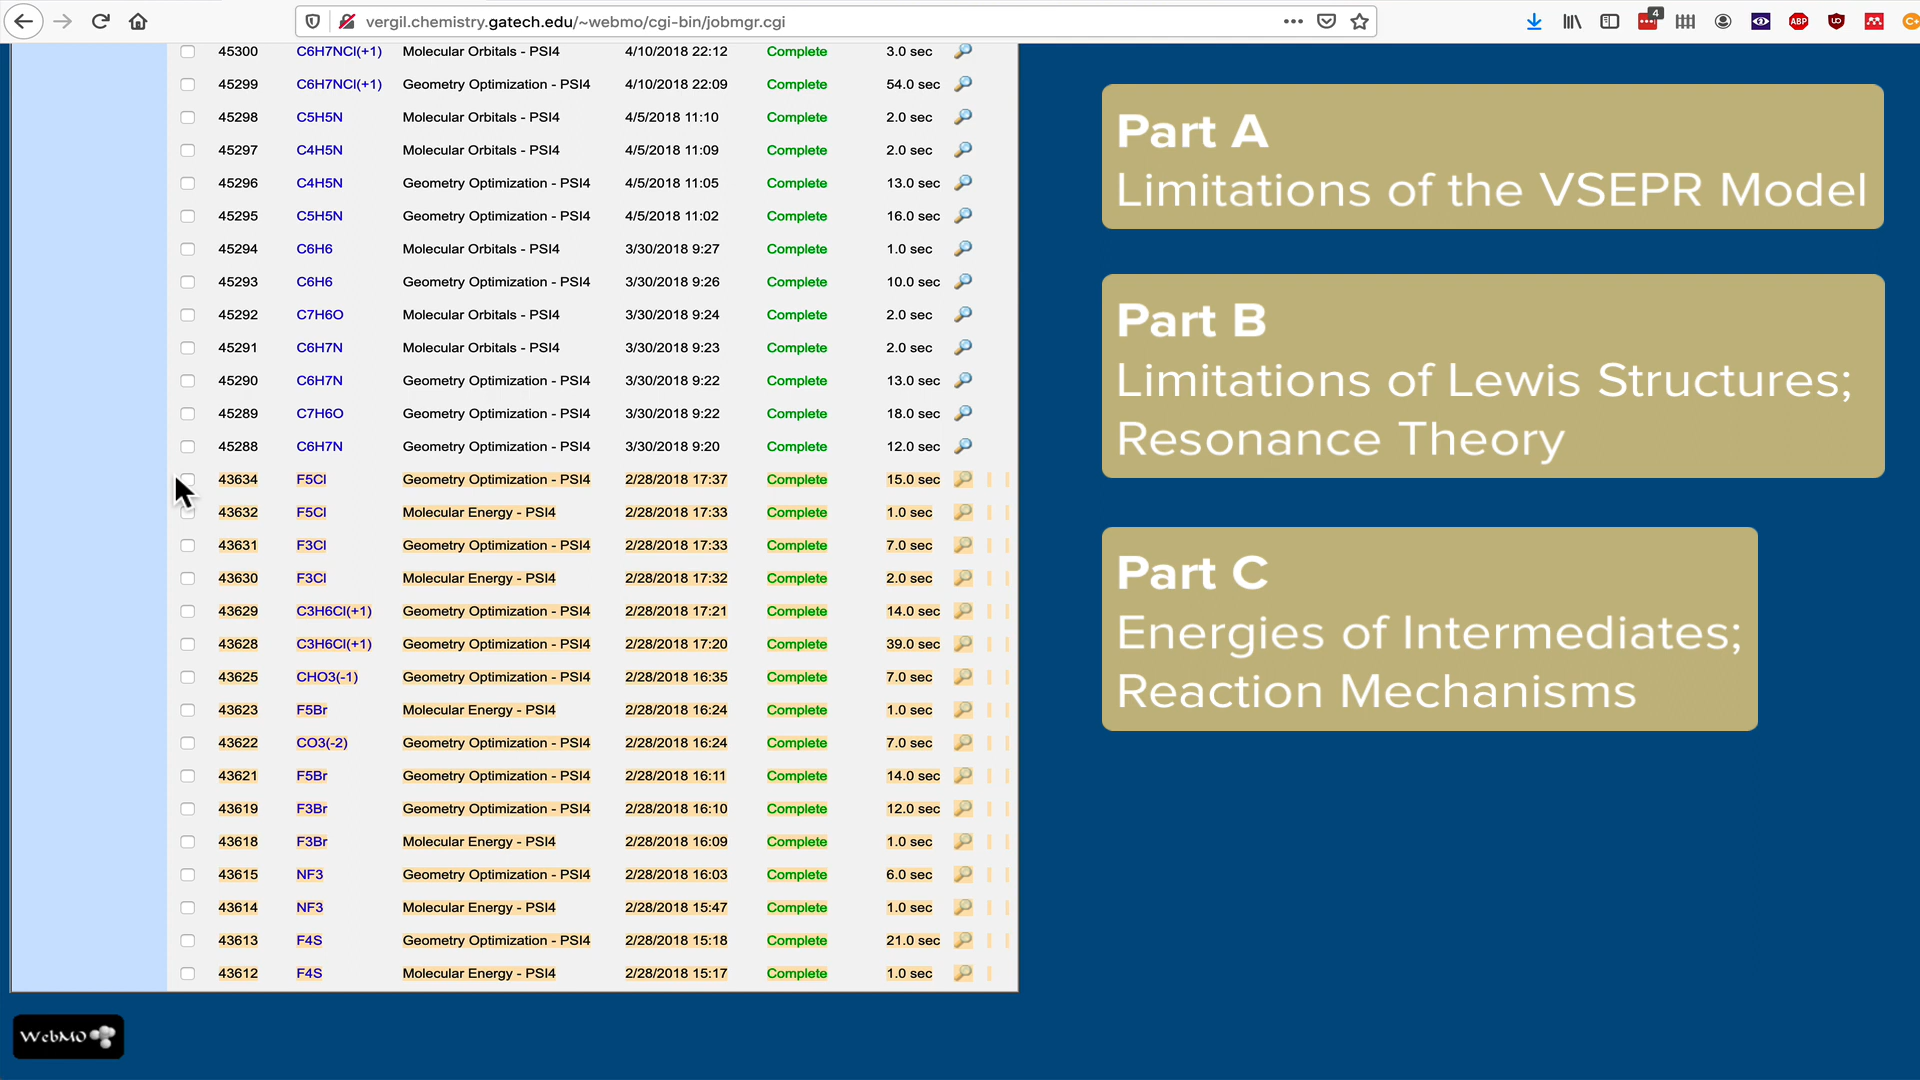 vergil.chemistry.gatech.edu/~webmo/cgi-bin/jobmgr.cgi
4
ABP
45300 C6H7NCl(+1) Molecular Orbitals - PSI4 4/10/2018 22:12 Complete 3.0 sec
45299 C6H7NCl(+1) Geometry Optimization - PSI4 4/10/2018 22:09 Complete 54.0 sec
45298 C5H5N Molecular Orbitals - PSI4 4/5/2018 11:10 Complete 2.0 sec
45297 C4H5N Molecular Orbitals - PSI4 4/5/2018 11:09 Complete 2.0 sec
45296 C4H5N Geometry Optimization - PSI4 4/5/2018 11:05 Complete 13.0 sec
45295 C5H5N Geometry Optimization - PSI4 4/5/2018 11:02 Complete 16.0 sec
45294 C6H6 Molecular Orbitals - PSI4 3/30/2018 9:27 Complete 1.0 sec
45293 C6H6 Geometry Optimization - PSI4 3/30/2018 9:26 Complete 10.0 sec
45292 C7H6O Molecular Orbitals - PSI4 3/30/2018 9:24 Complete 2.0 sec
45291 C6H7N Molecular Orbitals - PSI4 3/30/2018 9:23 Complete 2.0 sec
45290 C6H7N Geometry Optimization - PSI4 3/30/2018 9:22 Complete 13.0 sec
45289 C7H6O Geometry Optimization - PSI4 3/30/2018 9:22 Complete 18.0 sec
45288 C6H7N Geometry Optimization - PSI4 3/30/2018 9:20 Complete 12.0 sec
43634 F5Cl Geometry Optimization - PSI4 2/28/2018 17:37 Complete 15.0 sec
43632 F5Cl Molecular Energy - PSI4 2/28/2018 17:33 Complete 1.0 sec
43631 F3Cl Geometry Optimization - PSI4 2/28/2018 17:33 Complete 7.0 sec
43630 F3Cl Molecular Energy - PSI4 2/28/2018 17:32 Complete 2.0 sec
43629 C3H6Cl(+1) Geometry Optimization - PSI4 2/28/2018 17:21 Complete 14.0 sec
43628 C3H6Cl(+1) Geometry Optimization - PSI4 2/28/2018 17:20 Complete 39.0 sec
43625 CHO3(-1) Geometry Optimization - PSI4 2/28/2018 16:35 Complete 7.0 sec
43623 F5Br Molecular Energy - PSI4 2/28/2018 16:24 Complete 1.0 sec
43622 CO3(-2) Geometry Optimization - PSI4 2/28/2018 16:24 Complete 7.0 sec
43621 F5Br Geometry Optimization - PSI4 2/28/2018 16:11 Complete 14.0 sec
43619 F3Br Geometry Optimization - PSI4 2/28/2018 16:10 Complete 12.0 sec
43618 F3Br Molecular Energy - PSI4 2/28/2018 16:09 Complete 1.0 sec
43615 NF3 Geometry Optimization - PSI4 2/28/2018 16:03 Complete 6.0 sec
43614 NF3 Molecular Energy - PSI4 2/28/2018 15:47 Complete 1.0 sec
43613 F4S Geometry Optimization - PSI4 2/28/2018 15:18 Complete 21.0 sec
43612 F4S Molecular Energy - PSI4 2/28/2018 15:17 Complete 1.0 sec
WebMO
Part A
Limitations of the VSEPR Model
Part B
Limitations of Lewis Structures;
Resonance Theory
Part C
Energies of Intermediates;
Reaction Mechanisms